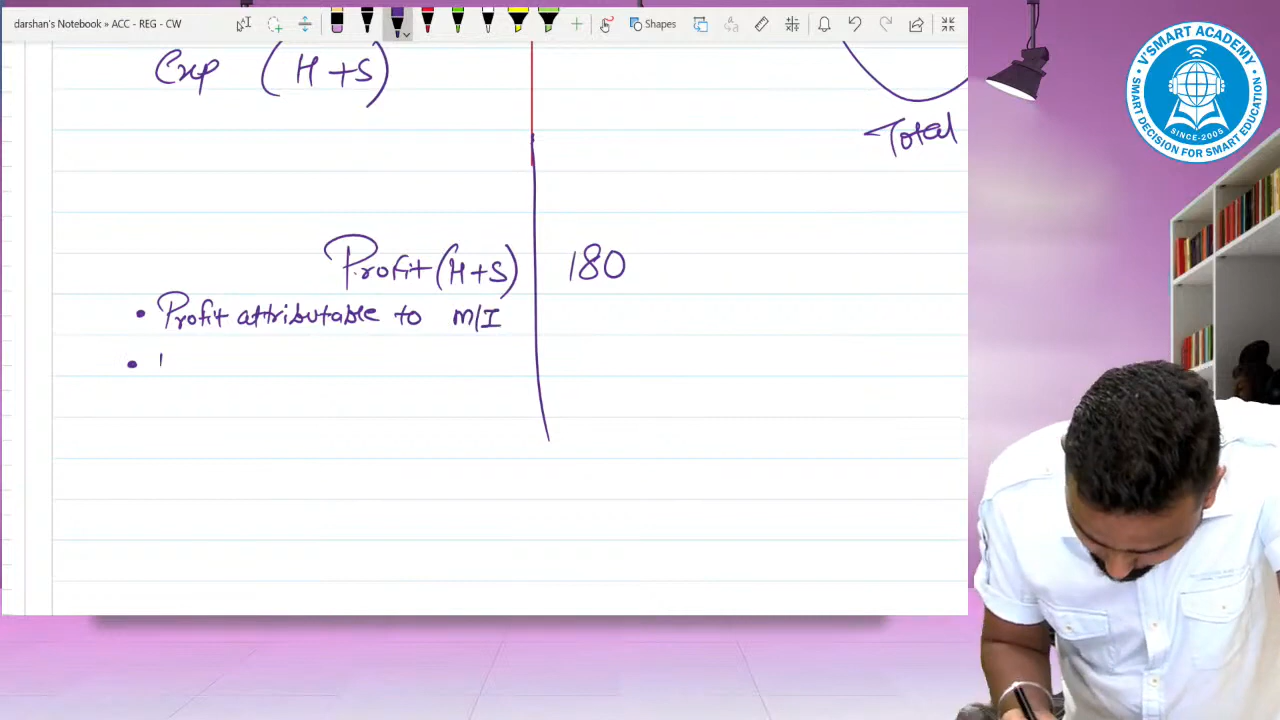 darshan's Notebook » ACC - REG - CW
Shapes
V'SMART ACADEMY
SINCE-2005
SMART DECISION FOR SMART EDUCATION
Exp (H+S)
Total
Profit (H+S) 180
• Profit attributable to M/I
•